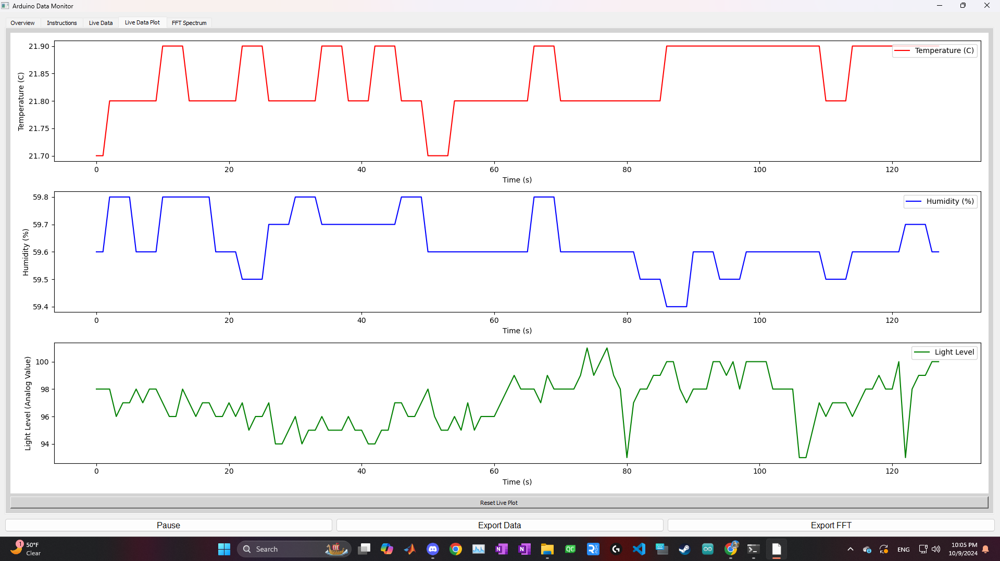 Arduino Data Monitor
Overview Instructions Live Data Live Data Plot FFT Spectrum
21.90
21.85
21.80
21.75
21.70
Temperature (C)
Temperature (C)
0 20 40 60 80 100 120
Time (s)
59.8
59.7
59.6
59.5
59.4
Humidity (%)
Humidity (%)
0 20 40 60 80 100 120
Time (s)
100
98
96
94
Light Level (Analog Value)
Light Level
0 20 40 60 80 100 120
Time (s)
Reset Live Plot
Pause Export Data Export FFT
1
50°F
Clear
Search
N
N
QC
ENG
10:05 PM
10/9/2024